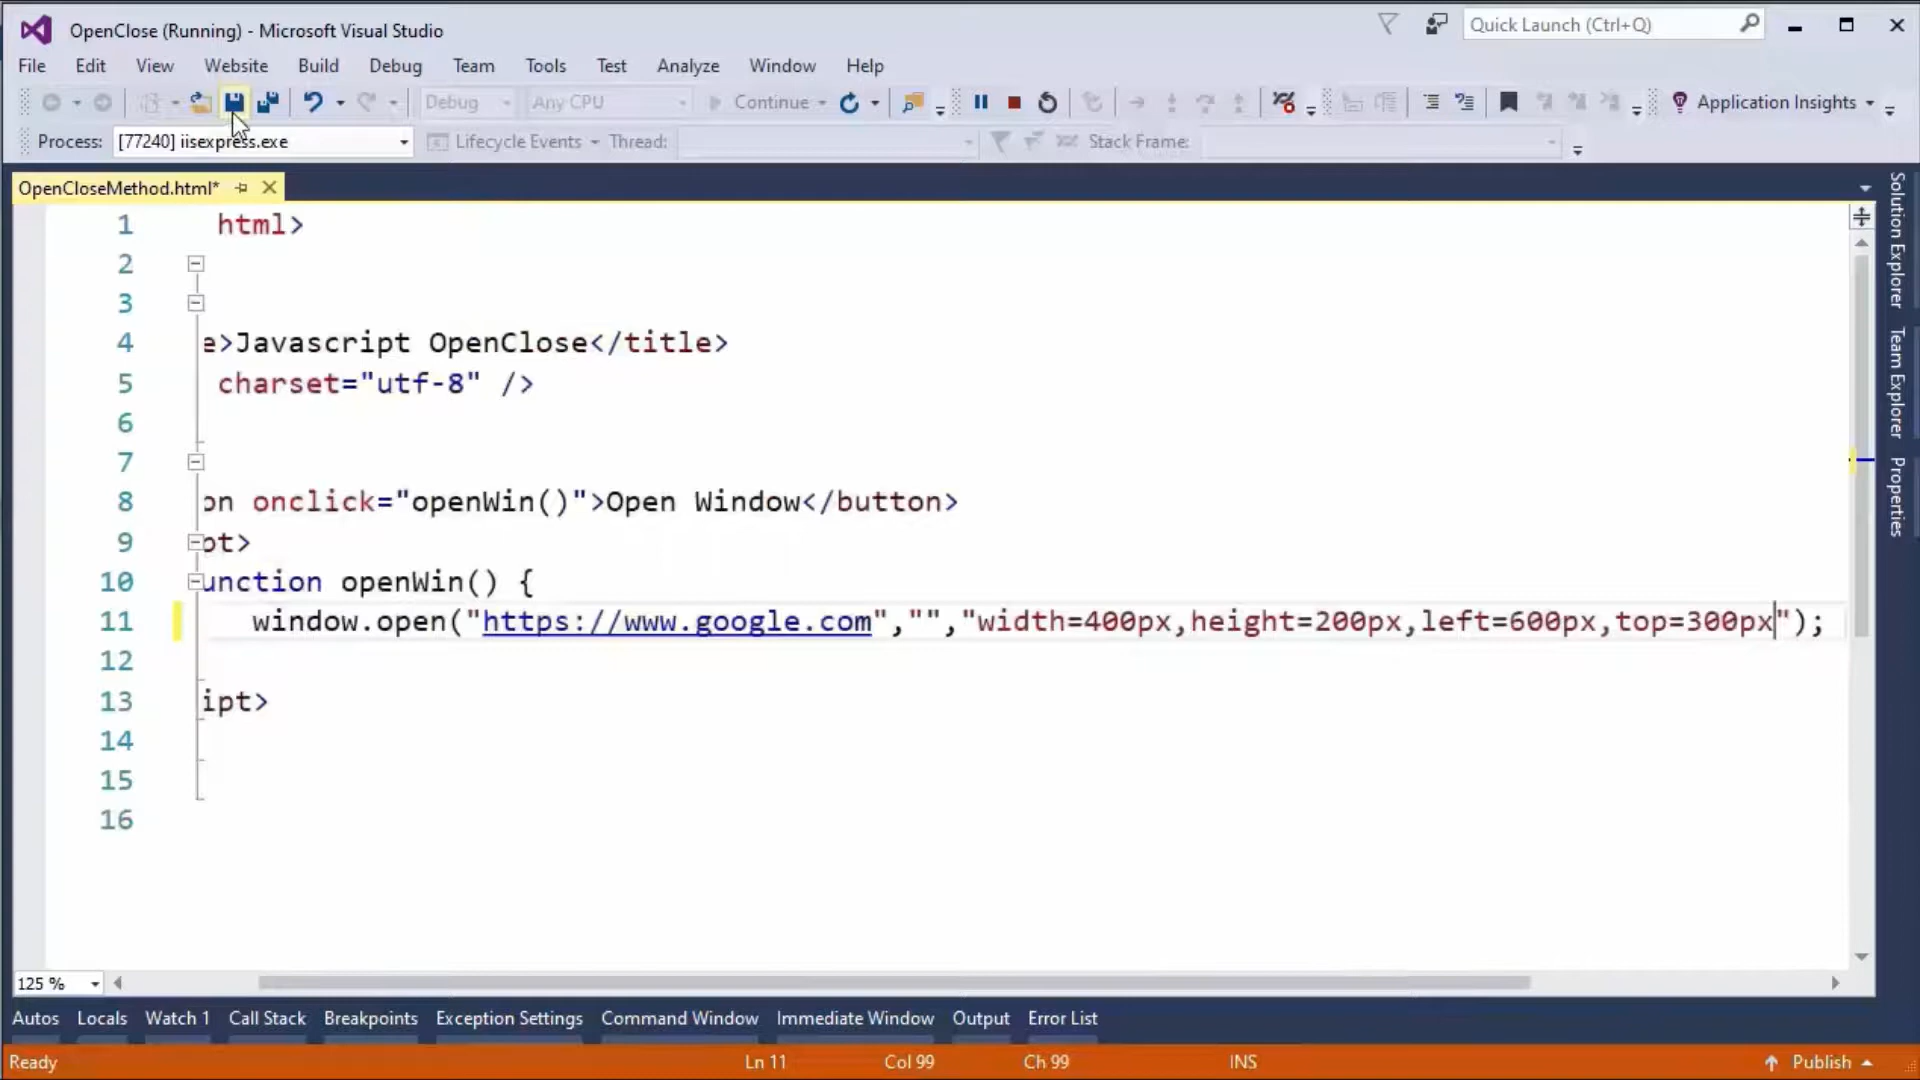 OpenClose (Running) - Microsoft Visual Studio
Quick Launch (Ctrl+Q)
File Edit View Website Build Debug Team Tools Test Analyze Window Help
Debug Any CPU Continue Application Insights
Process: [77240] iisexpress.exe Lifecycle Events Thread: Stack Frame:
OpenCloseMethod.html*
1 html>
2
3
4 e>Javascript OpenClose</title>
5 charset="utf-8" />
6
7
8 on onclick="openWin()">Open Window</button>
9 pt>
10 unction openWin() {
11 window.open("https://www.google.com","","width=400px,height=200px,left=600px,top=300px");
12
13 ipt>
14
15
16
Solution Explorer
Team Explorer
Properties
125 %
Autos Locals Watch 1 Call Stack Breakpoints Exception Settings Command Window Immediate Window Output Error List
Ready Ln 11 Col 99 Ch 99 INS Publish